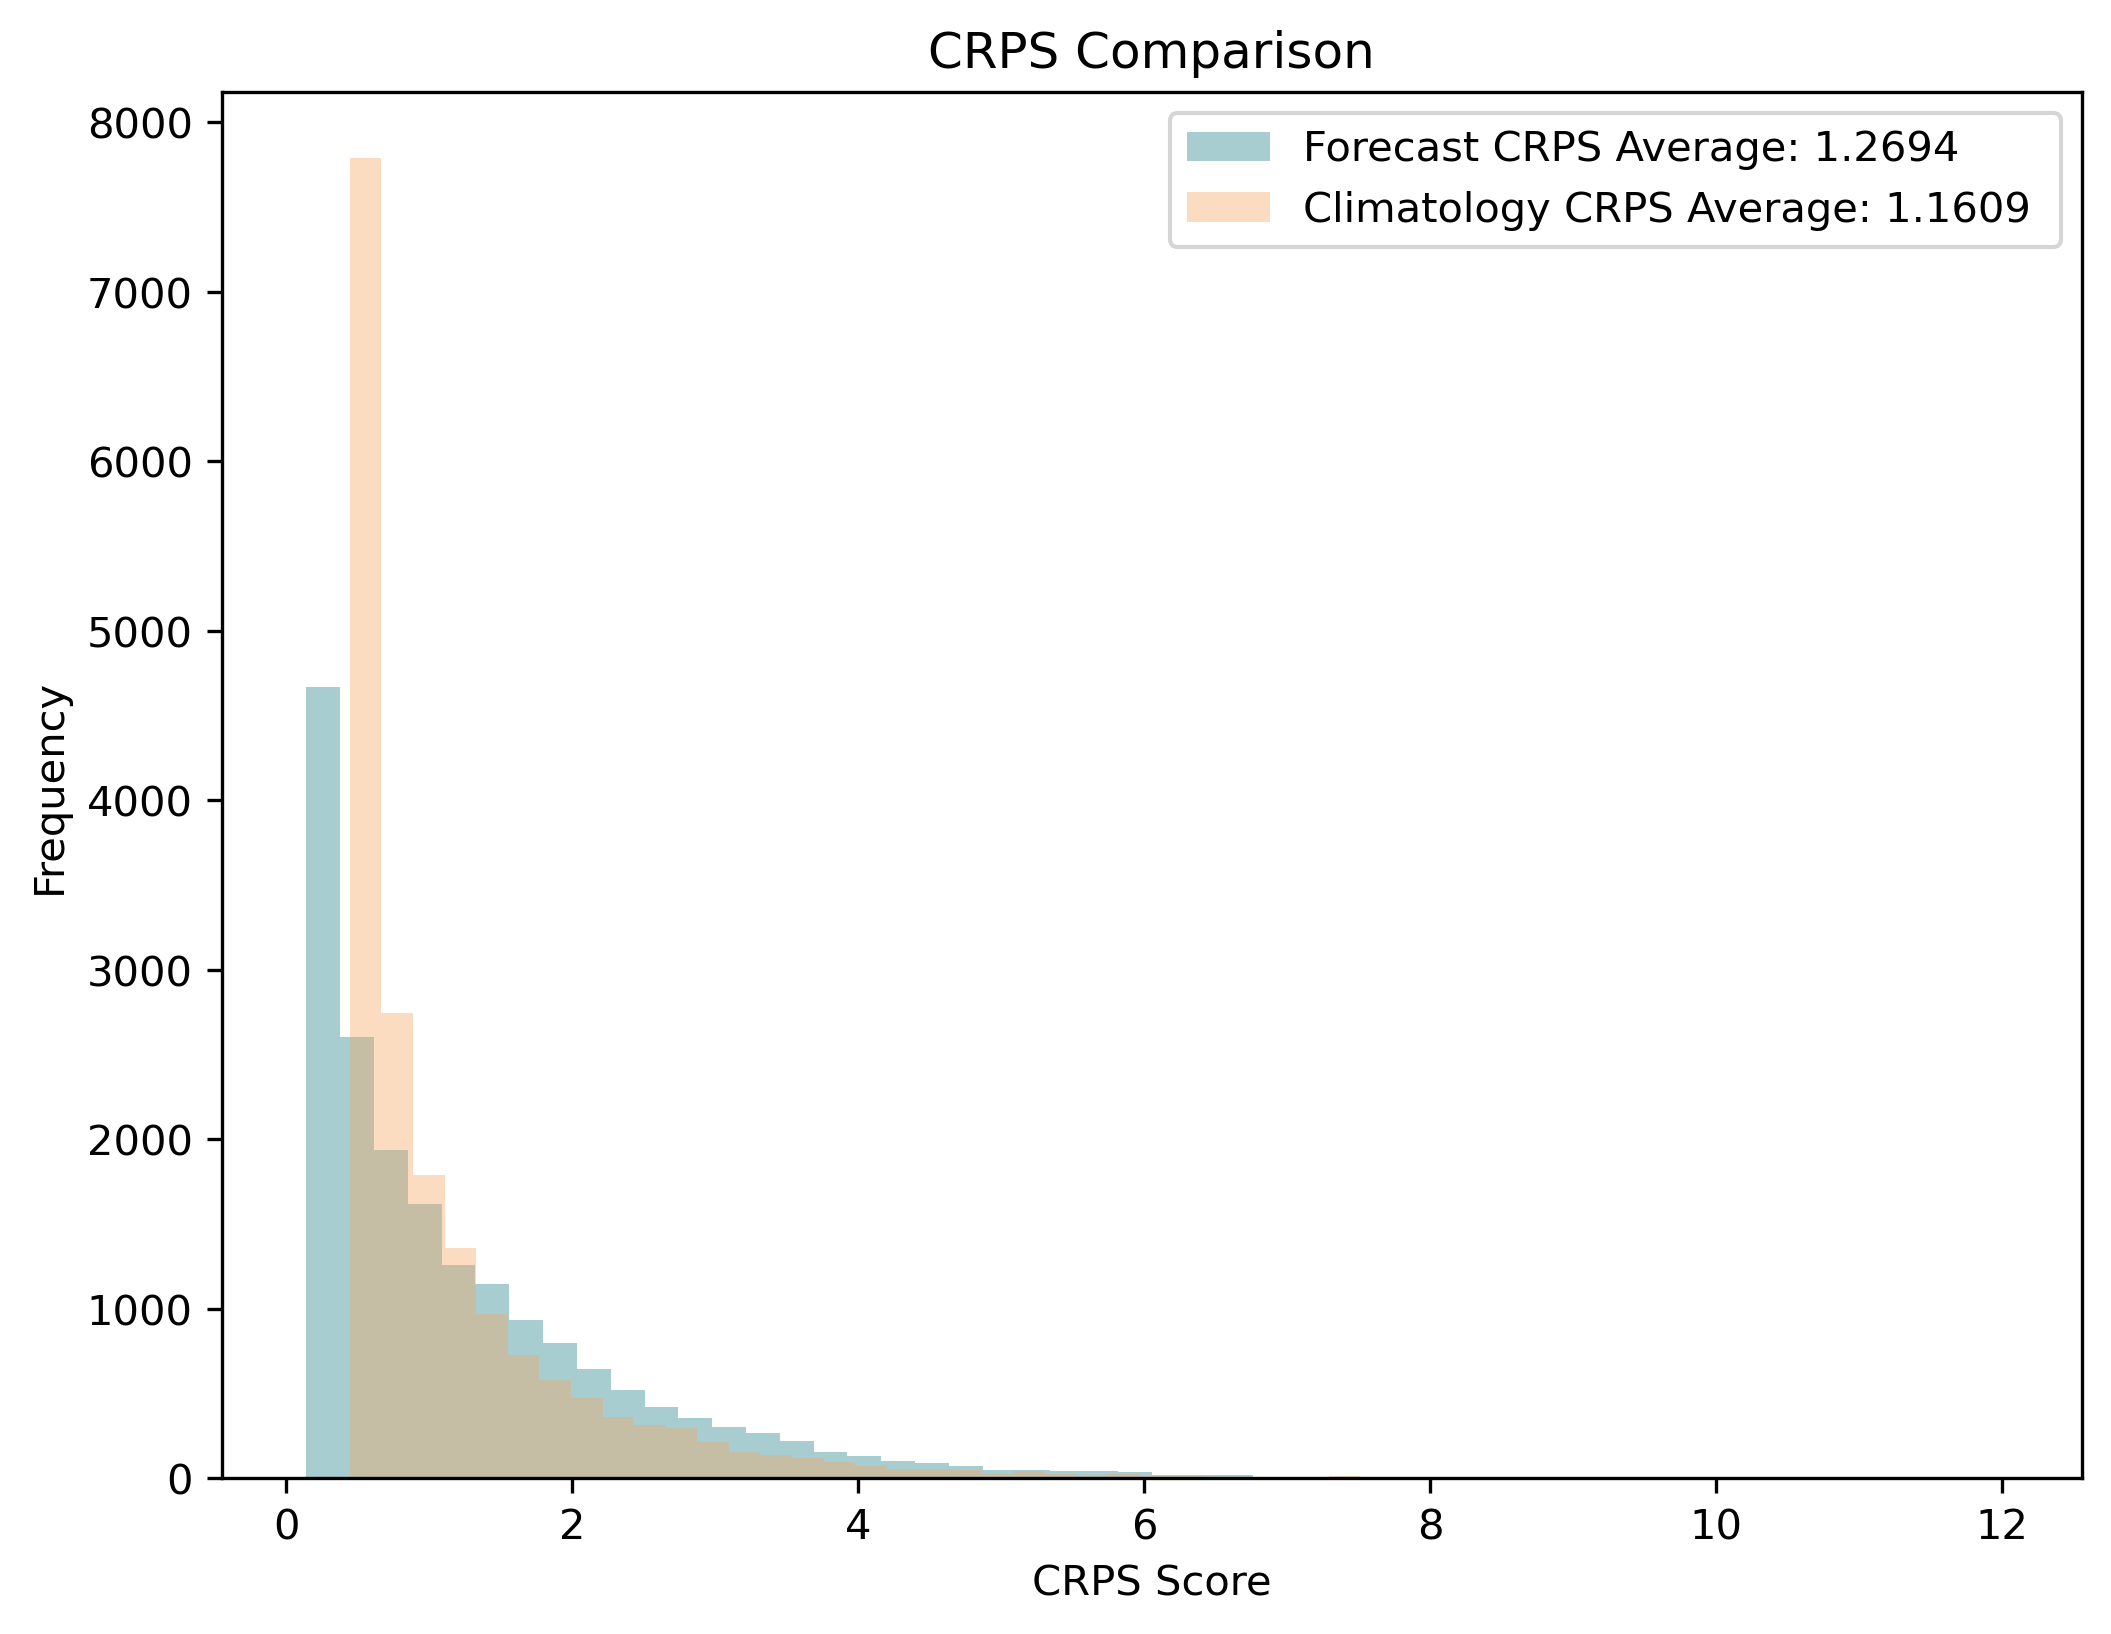 CRPS Comparison
Forecast CRPS Average: 1.2694
Climatology CRPS Average: 1.1609
8000
7000
6000
5000
4000
3000
2000
1000
0
Frequency
0 2 4 6 8 10 12
CRPS Score